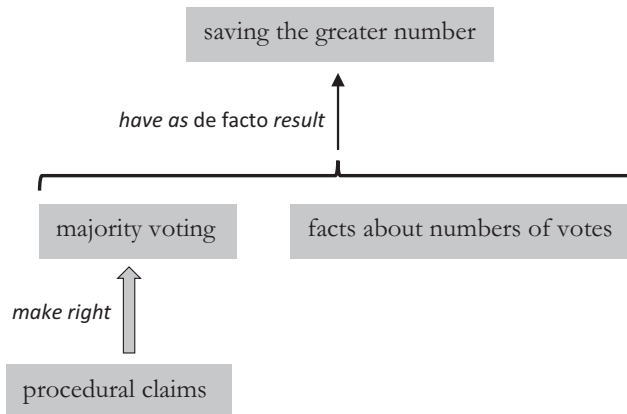 saving the greater number
have as de facto result
majority voting
facts about numbers of votes
make right
procedural claims